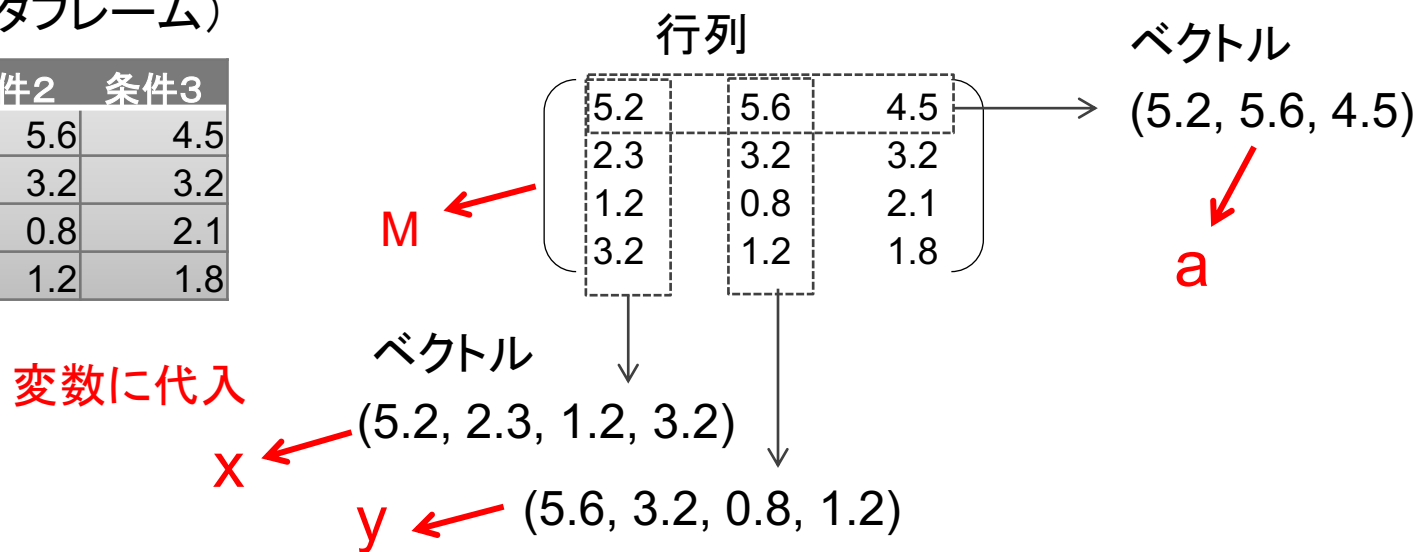 タフレーム）
件2 条件3
5.6 4.5
3.2 3.2
0.8 2.1
1.2 1.8
行列
5.2 5.6 4.5
2.3 3.2 3.2
1.2 0.8 2.1
3.2 1.2 1.8
M
ベクトル
(5.2, 5.6, 4.5)
a
変数に代入
ベクトル
(5.2, 2.3, 1.2, 3.2)
x
(5.6, 3.2, 0.8, 1.2)
y